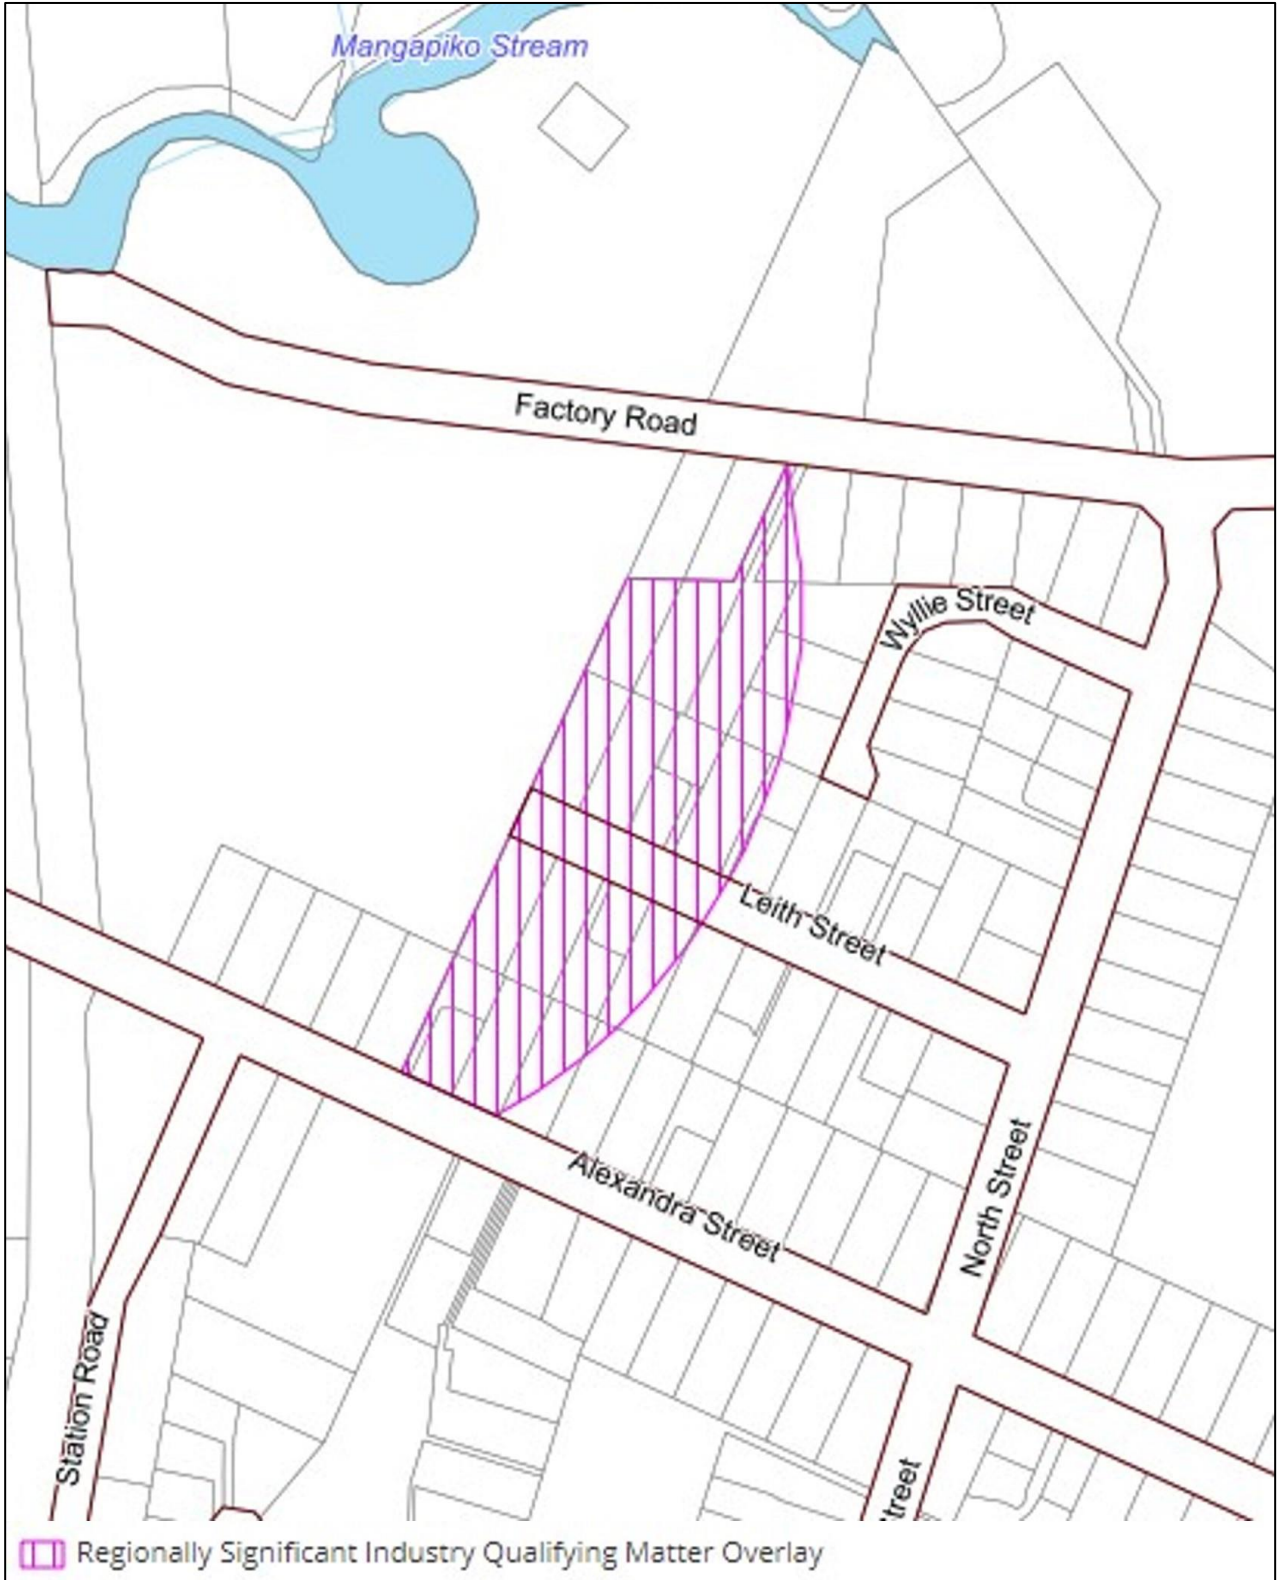 Mangapiko Stream
Factory Road
Wyllie Street
Leith Street
Alexandra Street
North Street
Station Road
Street
Regionally Significant Industry Qualifying Matter Overlay